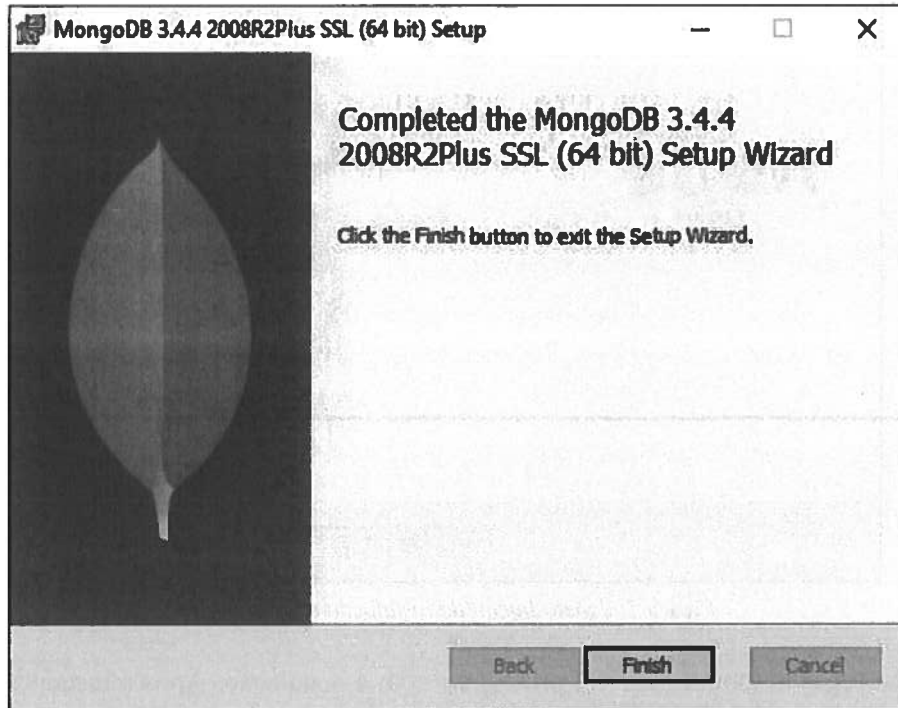 MongoDB 3.4.4 2008R2Plus SSL (64 bit) Setup
Completed the MongoDB 3.4.4
2008R2Plus SSL (64 bit) Setup Wizard
Click the Finish button to exit the Setup Wizard.
Back
Finish
Cancel